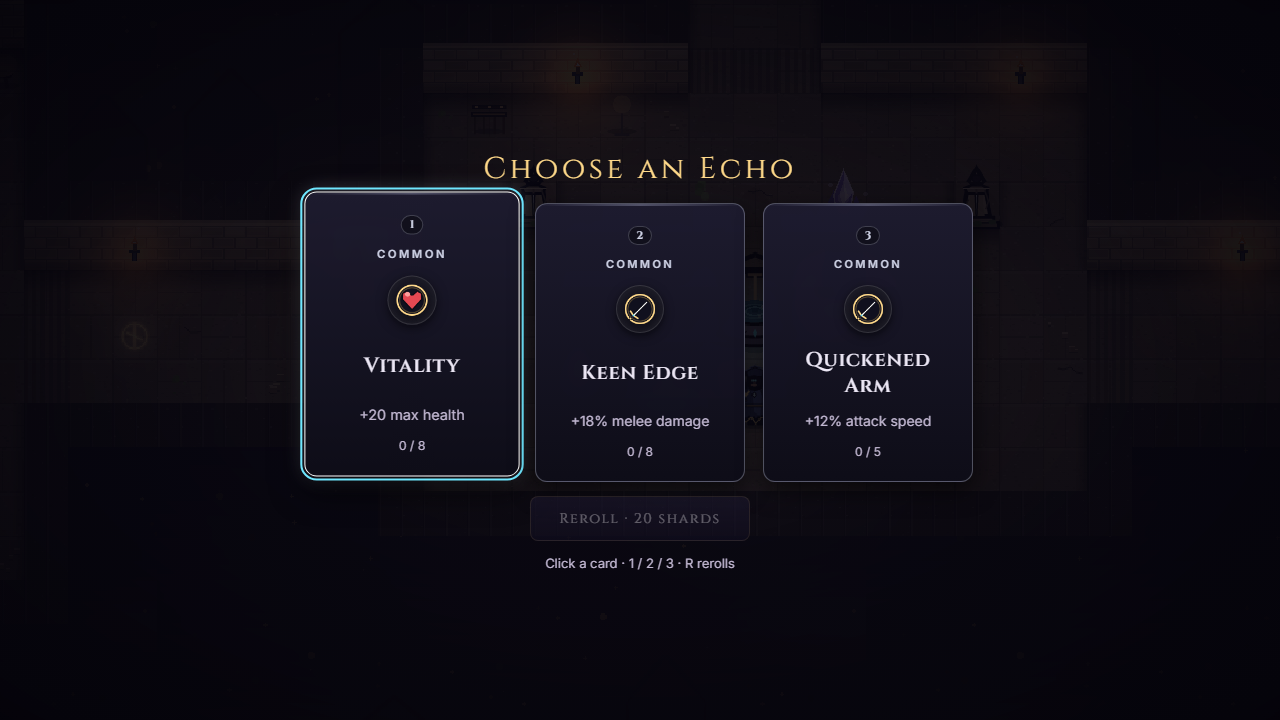 Choose an Echo
1
COMMON
Vitality
+20 max health
0 / 8
2
COMMON
Keen Edge
+18% melee damage
0 / 8
3
COMMON
Quickened
Arm
+12% attack speed
0 / 5
Reroll · 20 shards
Click a card · 1 / 2 / 3 · R rerolls